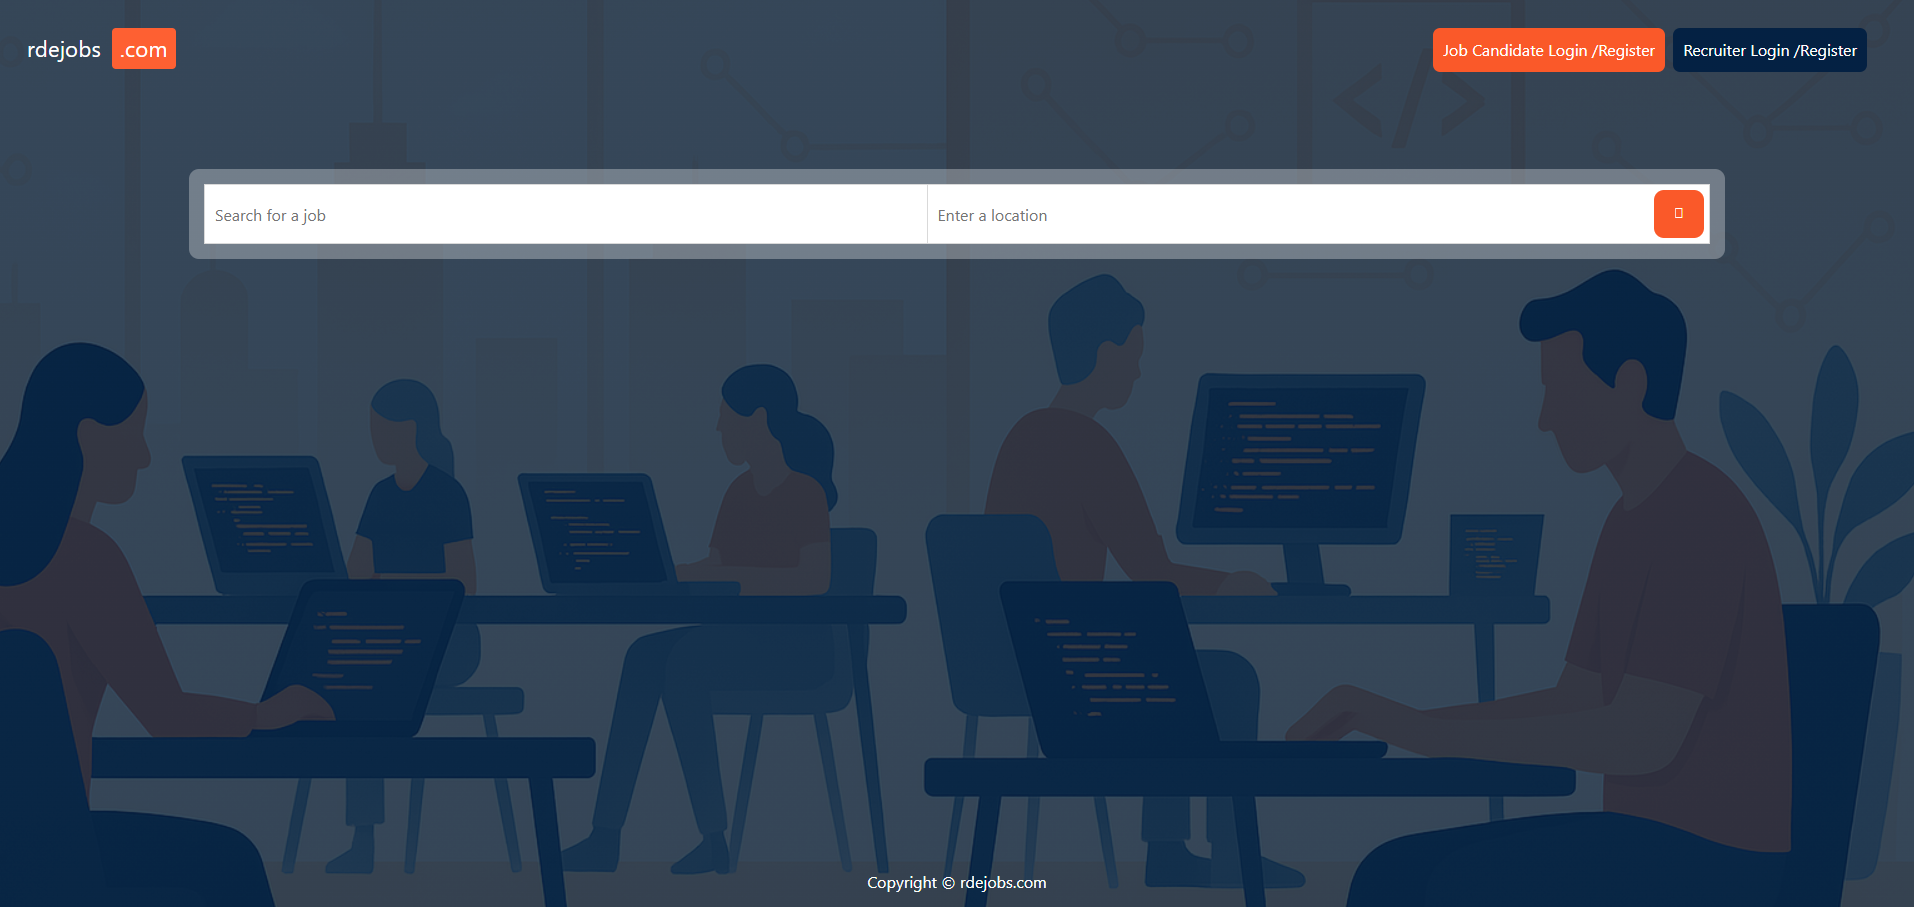 rdejobs .com
Job Candidate Login /Register
Recruiter Login /Register
Search for a job
Enter a location
Copyright © rdejobs.com